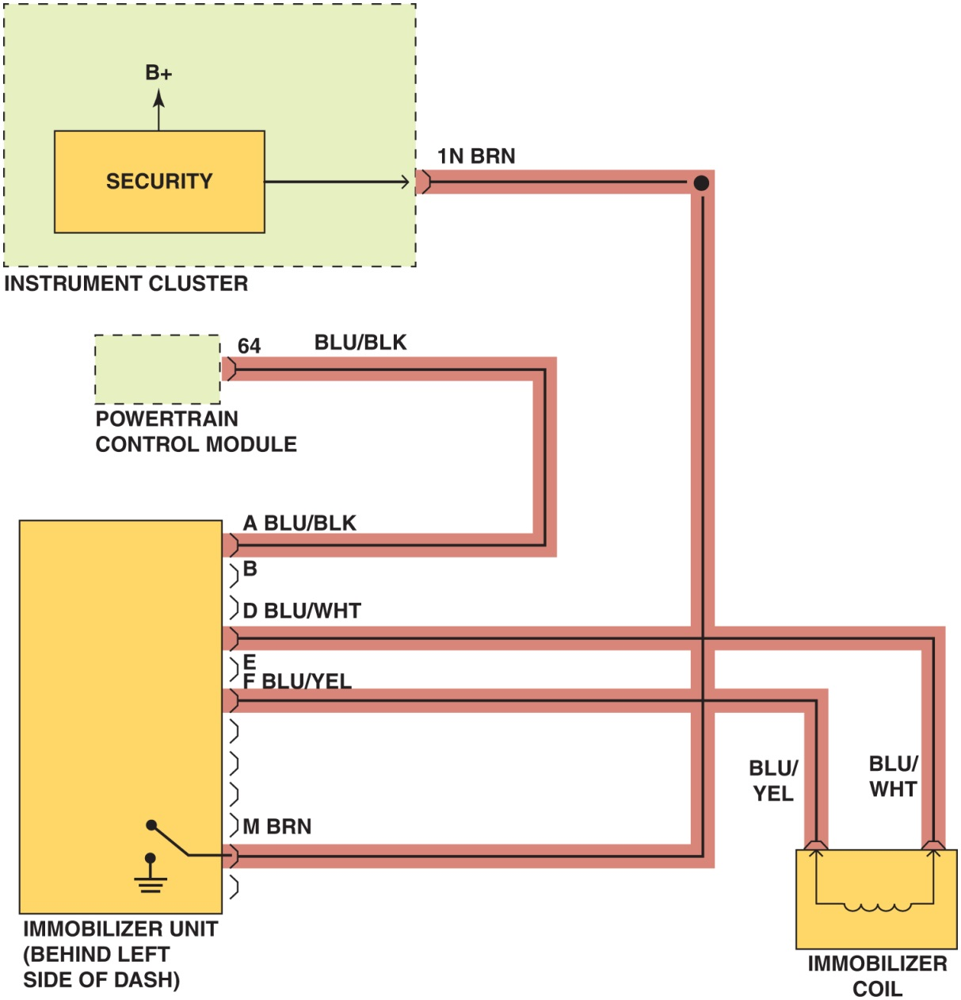 B+
SECURITY
1N BRN
INSTRUMENT CLUSTER
64
BLU/BLK
POWERTRAIN
CONTROL MODULE
A BLU/BLK
B
D BLU/WHT
E
F BLU/YEL
BLU/
YEL
BLU/
WHT
M BRN
IMMOBILIZER UNIT
(BEHIND LEFT
SIDE OF DASH)
IMMOBILIZER
COIL